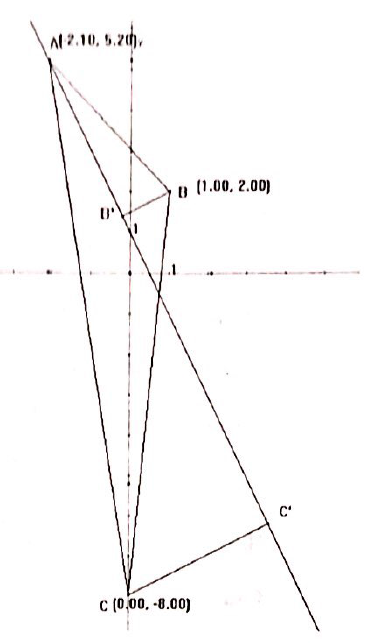 A(-2.10, 5.20),
B (1.00, 2.00)
B'
1
1
C'
C (0.00, -8.00)